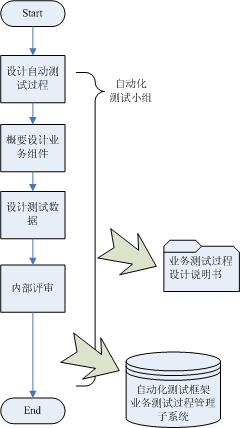 Start
设计自动测
试过程
自动化
测试小组
概要设计业
务组件
设计测试数
据
业务测试过程
设计说明书
内部评审
自动化测试框架
业务测试过程管理
子系统
End